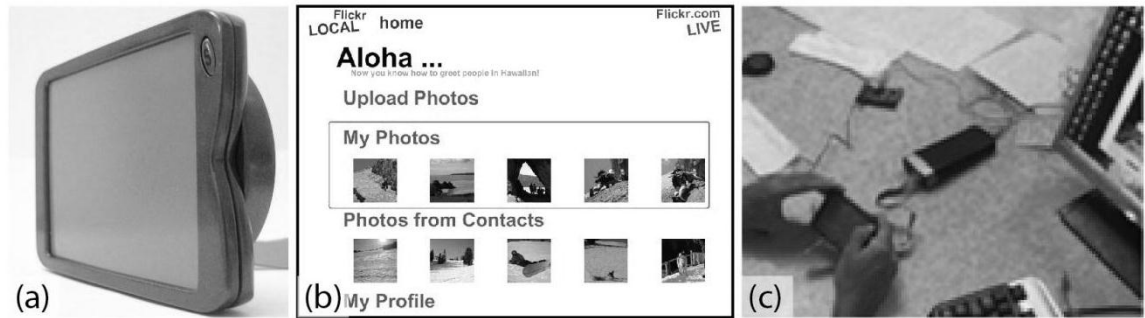 Flickr
LOCAL
home
Flickr.com
LIVE
Aloha ...
Now you know how to greet people in Hawaiian!
Upload Photos
My Photos
Photos from Contacts
My Profile
(a)
(b)
(c)